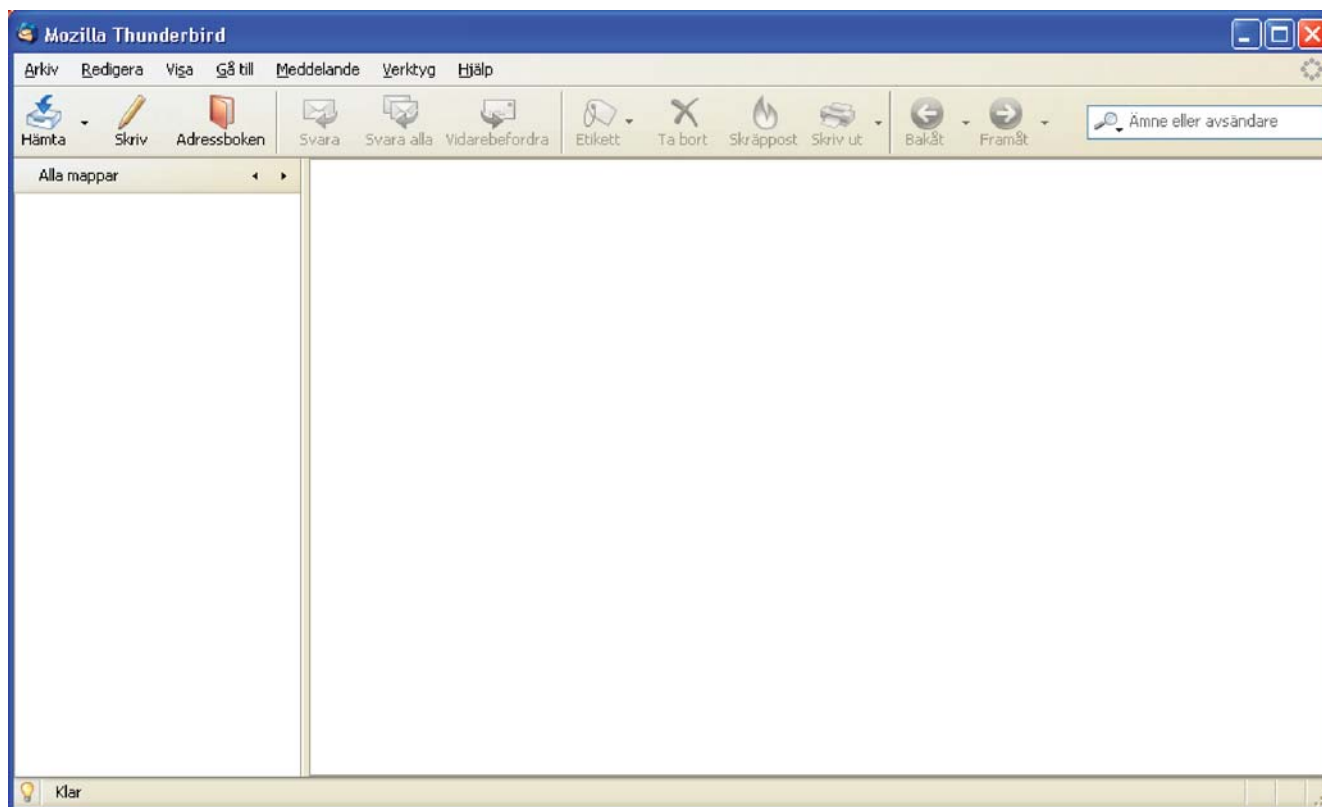 Mozilla Thunderbird
Arkiv Redigera Visa Gå till Meddelande Verktyg Hjälp
Hämta Skriv Adressboken Svara Svara alla Vidarebefordra Etikett Ta bort Skräppost Skriv ut Bakåt Framåt Ämne eller avsändare
Alla mappar
Klar